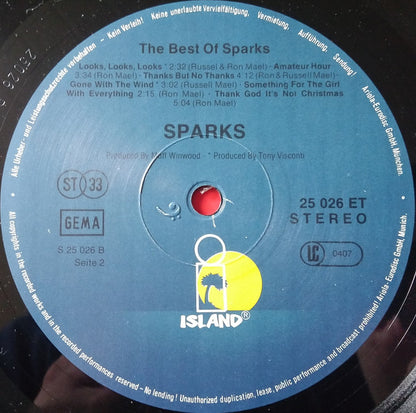 – Kein Verleih! Keine unerlaubte Vervielfältigung, Vermietung, Aufführung, Sendung!
Alle Urheber- und Leistungsschutzrechte vorbehalten
Ariola-Eurodisc GmbH, München.
The Best Of Sparks
Looks, Looks, Looks * 2:32 (Russel & Ron Mael) - Amateur Hour
3:34 (Ron Mael) - Thanks But No Thanks 4:12 (Ron & Russell Mael) -
Gone With The Wind * 3:02 (Russell Mael) - Something For The Girl
With Everything 2:15 (Ron Mael) - Thank God It's Not Christmas
5:04 (Ron Mael)
SPARKS
Produced by Muff Winwood - * Produced by Tony Visconti
ST 33
25 026 ET
STEREO
GEMA
LC 0407
S 25 026 B
Seite 2
ISLAND®
All copyrights in the recorded works and in the recorded performances reserved – No lending! Unauthorized duplication, lease, public performance and broadcast prohibited! Ariola-Eurodisc GmbH, Munich.